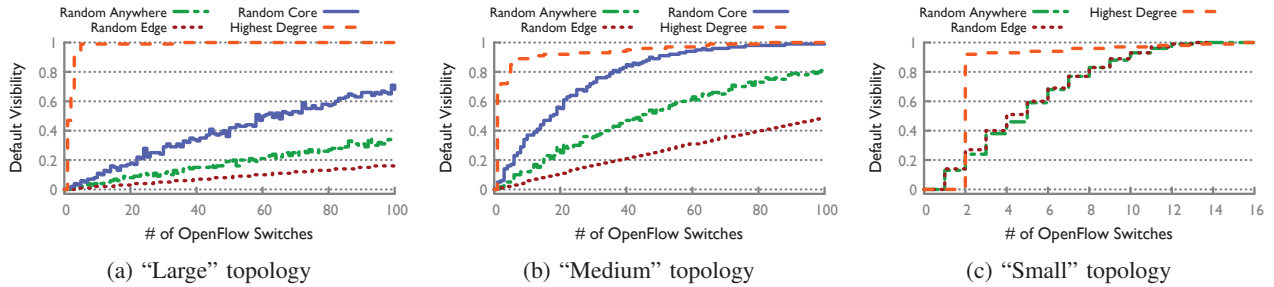 Random Anywhere
Random Edge
Random Core
Highest Degree
Default Visibility
1
0.8
0.6
0.4
0.2
0
0 20 40 60 80 100
# of OpenFlow Switches
(a) “Large” topology
Random Anywhere
Random Edge
Random Core
Highest Degree
Default Visibility
1
0.8
0.6
0.4
0.2
0
0 20 40 60 80 100
# of OpenFlow Switches
(b) “Medium” topology
Random Anywhere
Random Edge
Highest Degree
Default Visibility
1
0.8
0.6
0.4
0.2
0
0 2 4 6 8 10 12 14 16
# of OpenFlow Switches
(c) “Small” topology